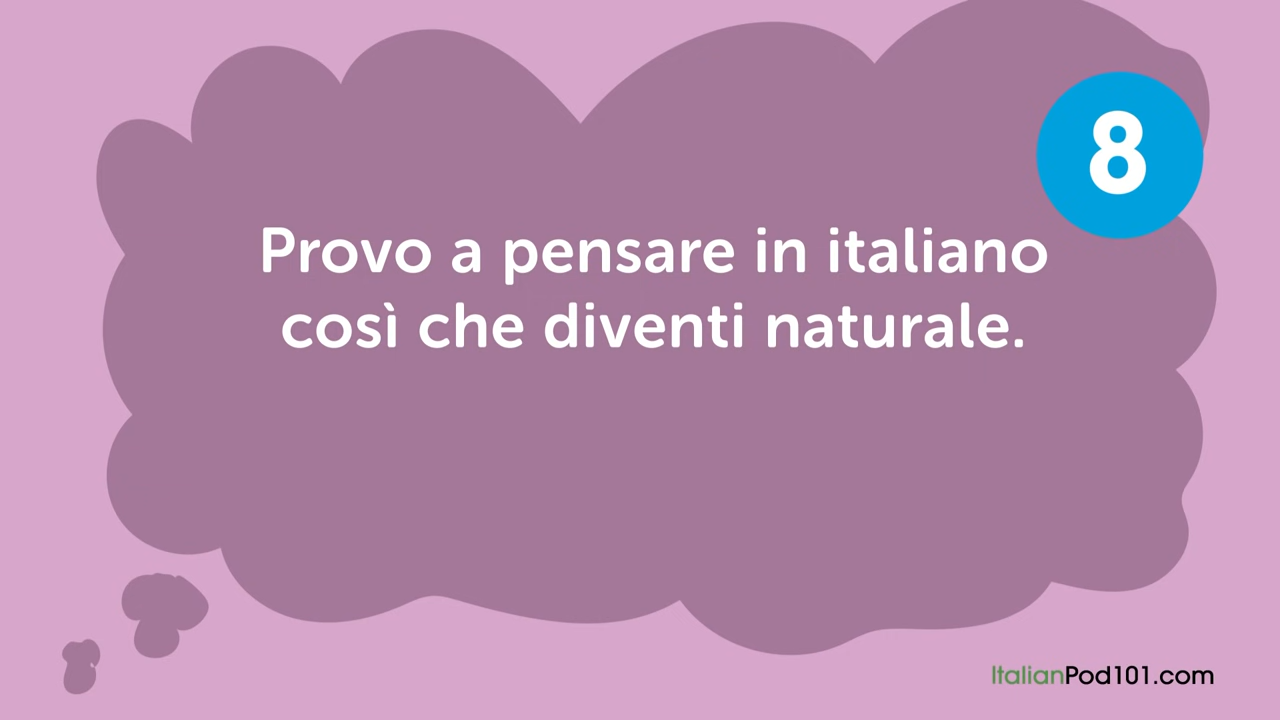 8
Provo a pensare in italiano
così che diventi naturale.
ItalianPod101.com